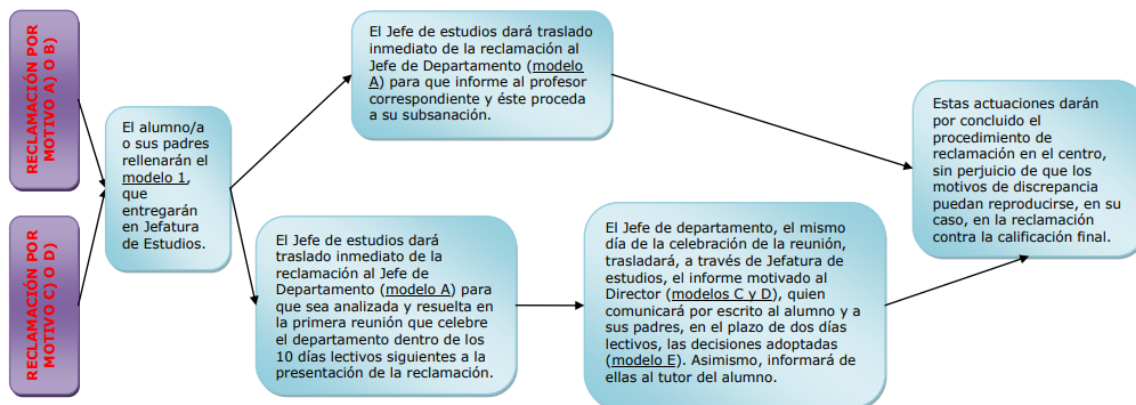 RECLAMACIÓN POR
MOTIVO A) O B)
RECLAMACIÓN POR
MOTIVO C) O D)
El alumno/a
o sus padres
rellenarán el
modelo 1,
que
entregarán
en Jefatura
de Estudios.
El Jefe de estudios dará traslado
inmediato de la reclamación al
Jefe de Departamento (modelo
A) para que informe al profesor
correspondiente y éste proceda
a su subsanación.
El Jefe de estudios dará
traslado inmediato de la
reclamación al Jefe de
Departamento (modelo A) para
que sea analizada y resuelta en
la primera reunión que celebre
el departamento dentro de los
10 días lectivos siguientes a la
presentación de la reclamación.
El Jefe de departamento, el mismo
día de la celebración de la reunión,
trasladará, a través de Jefatura de
estudios, el informe motivado al
Director (modelos C y D), quien
comunicará por escrito al alumno y a
sus padres, en el plazo de dos días
lectivos, las decisiones adoptadas
(modelo E). Asimismo, informará de
ellas al tutor del alumno.
Estas actuaciones darán
por concluido el
procedimiento de
reclamación en el centro,
sin perjuicio de que los
motivos de discrepancia
puedan reproducirse, en su
caso, en la reclamación
contra la calificación final.